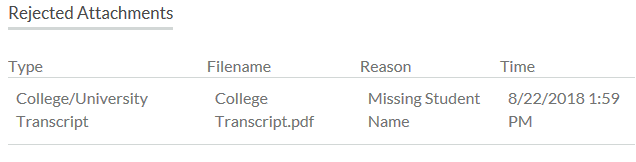 Rejected Attachments
Type Filename Reason Time
College/University College Missing Student 8/22/2018 1:59
Transcript Transcript.pdf Name PM